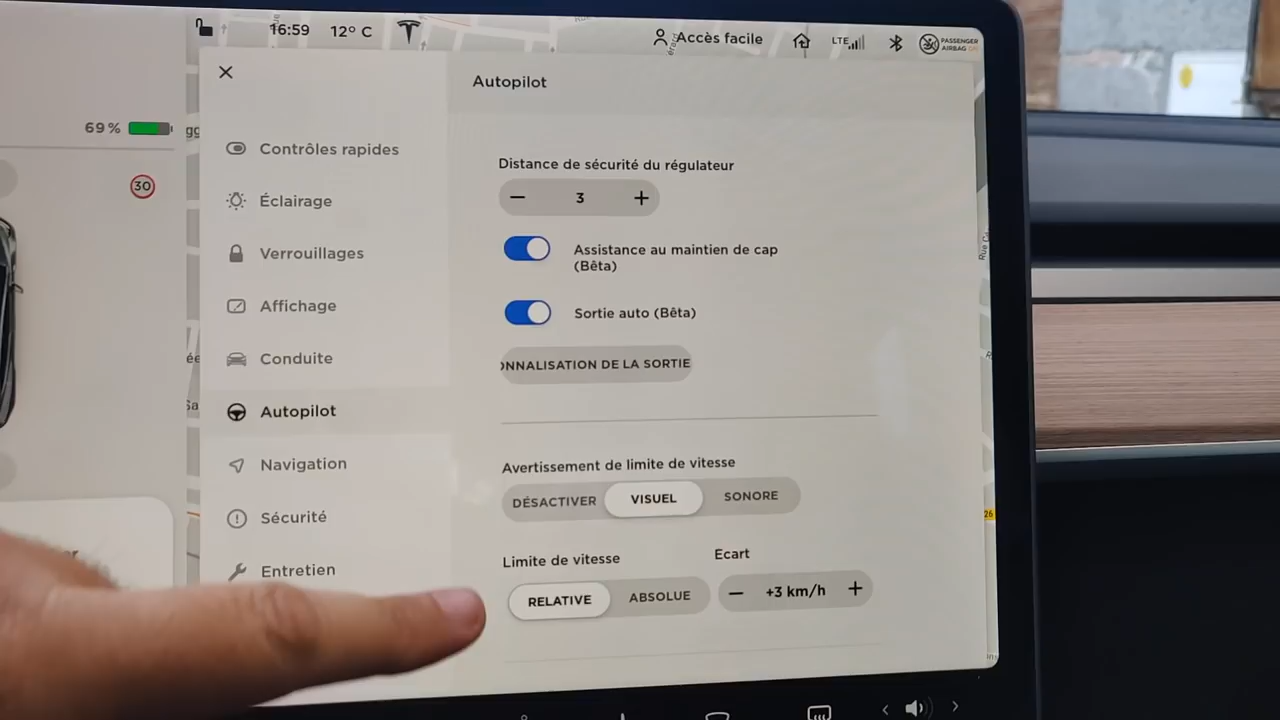 16:59 12° C
Accès facile
LTE
PASSENGER
AIRBAG ON
69 %
30
Autopilot
Contrôles rapides
Éclairage
Verrouillages
Affichage
Conduite
Autopilot
Navigation
Sécurité
Entretien
Distance de sécurité du régulateur
− 3 +
Assistance au maintien de cap
(Bêta)
Sortie auto (Bêta)
ONNALISATION DE LA SORTIE
Avertissement de limite de vitesse
DÉSACTIVER VISUEL SONORE
Limite de vitesse Ecart
RELATIVE ABSOLUE − +3 km/h +
26